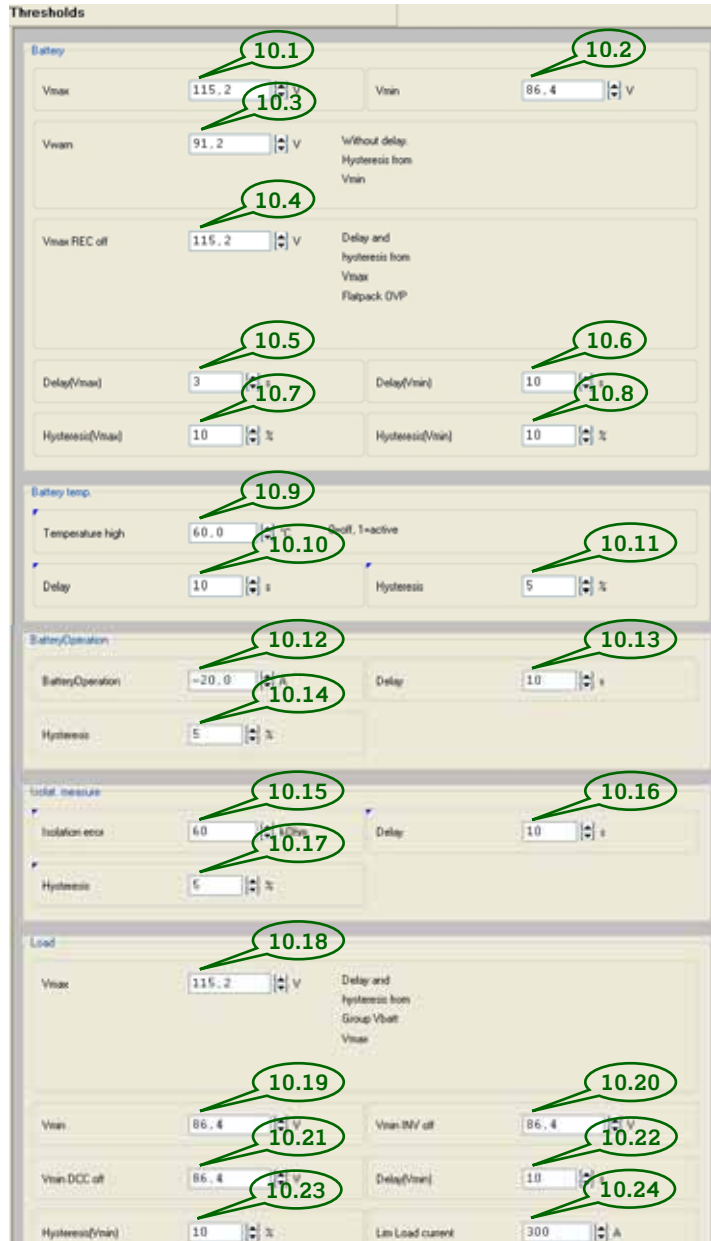 Thresholds
Battery
10.1
10.2
Vmax 115.2 V Vmin 86.4 V
10.3
Vwarn 91.2 V Without delay.
Hysteresis from
Vmin
10.4
Vmax REC off 115.2 V Delay and
hysteresis from
Vmax
Flatpack OVP
10.5
10.6
Delay(Vmax) 3 s Delay(Vmin) 10 s
10.7
10.8
Hysteresis(Vmax) 10 % Hysteresis(Vmin) 10 %
Battery temp.
10.9
Temperature high 60.0 °C 0=off, 1=active
10.10
10.11
Delay 10 s Hysteresis 5 %
BatteryOperation
10.12
10.13
BatteryOperation -20.0 A Delay 10 s
10.14
Hysteresis 5 %
Isolat. measure
10.15
10.16
Isolation error 60 kOhm Delay 10 s
10.17
Hysteresis 5 %
Load
10.18
Vmax 115.2 V Delay and
hysteresis from
Group Vbatt
Vmax
10.19
10.20
Vmin 86.4 V Vmin INV off 86.4 V
10.21
10.22
Vmin DCC off 86.4 V Delay(Vmin) 10 s
10.23
10.24
Hysteresis(Vmin) 10 % Lim Load current 300 A